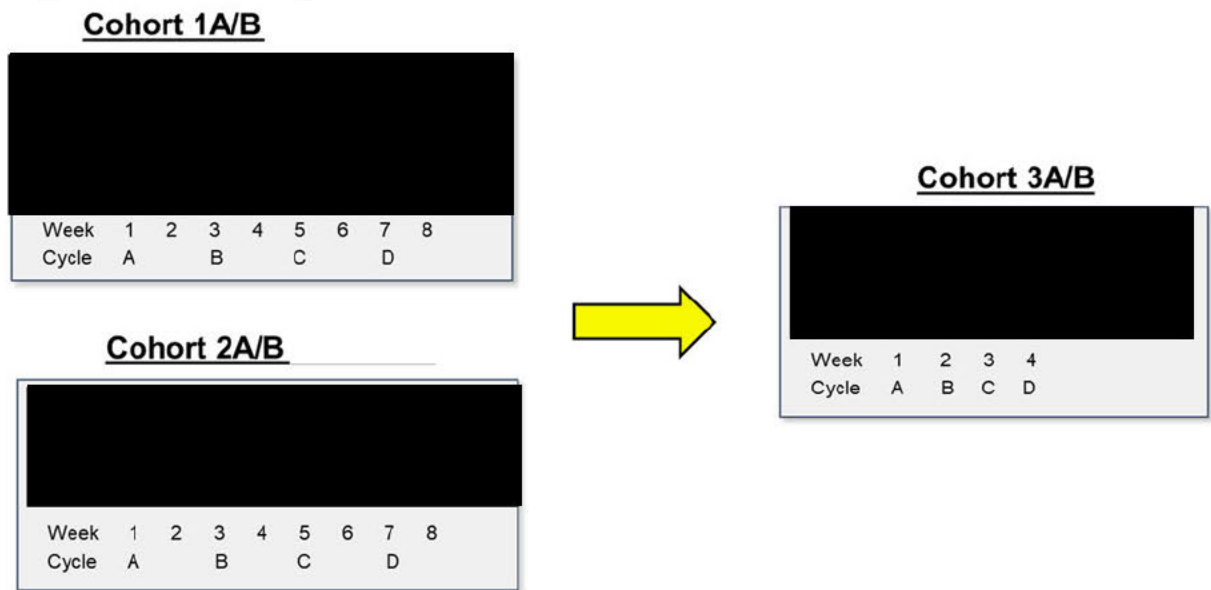 Cohort 1A/B
Week 1 2 3 4 5 6 7 8
Cycle A B C D
Cohort 2A/B
Week 1 2 3 4 5 6 7 8
Cycle A B C D
Cohort 3A/B
Week 1 2 3 4
Cycle A B C D